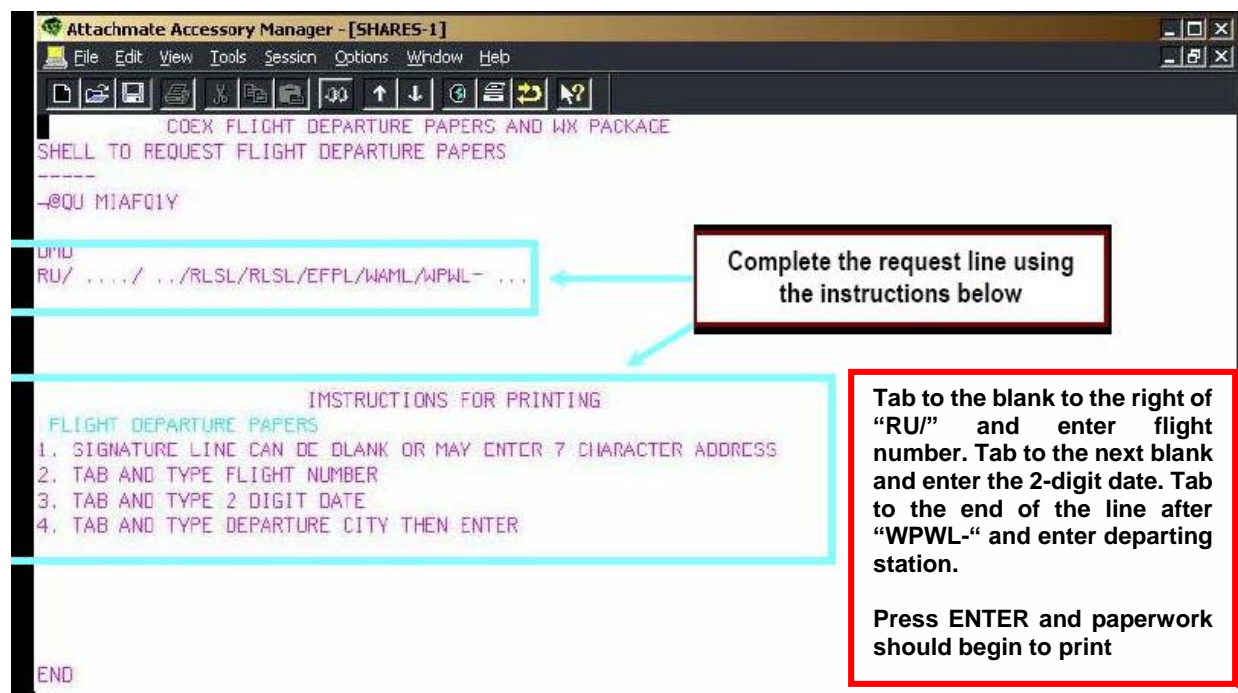 Attachmate Accessory Manager - [SHARES-1]
File Edit View Tools Session Options Window Help
COEX FLIGHT DEPARTURE PAPERS AND WX PACKAGE
SHELL TO REQUEST FLIGHT DEPARTURE PAPERS
-----
¬@QU MIAFO1Y
DMD
RU/ ..../ ../RLSL/RLSL/EFPL/WAML/WPWL- ...
Complete the request line using
the instructions below
IMSTRUCTIONS FOR PRINTING
FLIGHT DEPARTURE PAPERS
1. SIGNATURE LINE CAN BE BLANK OR MAY ENTER 7 CHARACTER ADDRESS
2. TAB AND TYPE FLIGHT NUMBER
3. TAB AND TYPE 2 DIGIT DATE
4. TAB AND TYPE DEPARTURE CITY THEN ENTER
Tab to the blank to the right of
“RU/” and enter flight
number. Tab to the next blank
and enter the 2-digit date. Tab
to the end of the line after
“WPWL-“ and enter departing
station.
Press ENTER and paperwork
should begin to print
END